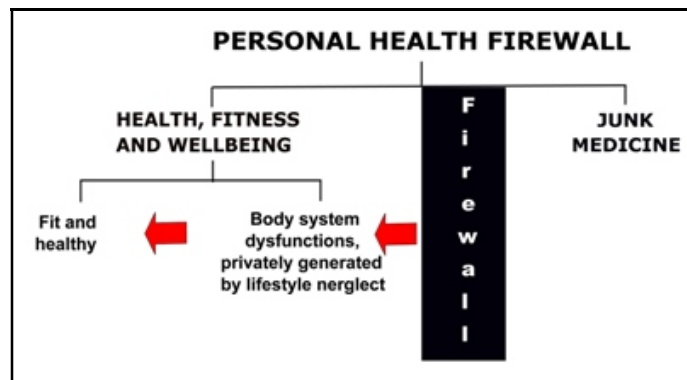 PERSONAL HEALTH FIREWALL
HEALTH, FITNESS
AND WELLBEING
Fit and
healthy
Body system
dysfunctions,
privately generated
by lifestyle nerglect
Firewall
JUNK
MEDICINE